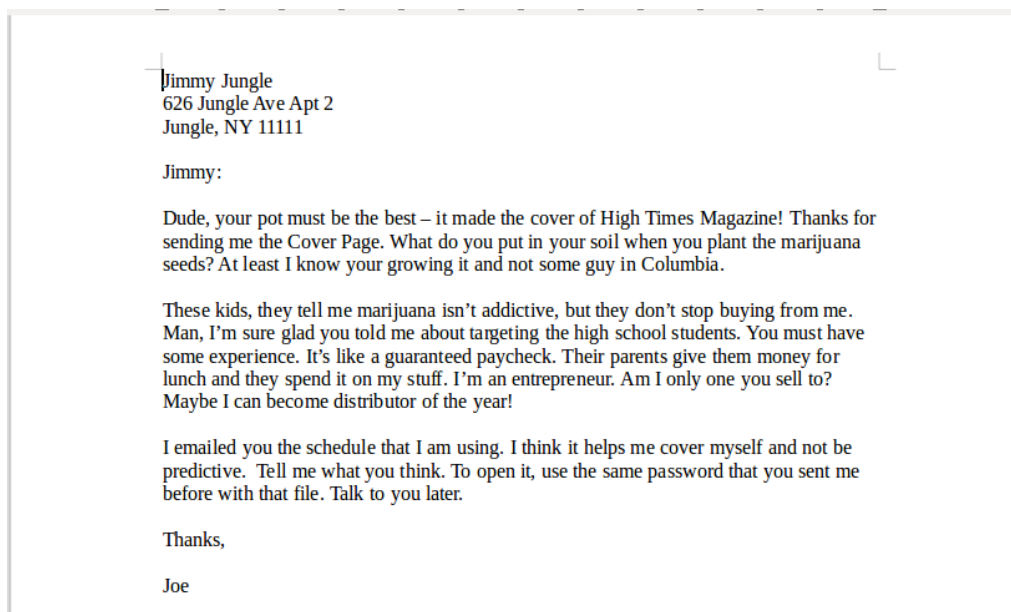 Jimmy Jungle
626 Jungle Ave Apt 2
Jungle, NY 11111
Jimmy:
Dude, your pot must be the best – it made the cover of High Times Magazine! Thanks for
sending me the Cover Page. What do you put in your soil when you plant the marijuana
seeds? At least I know your growing it and not some guy in Columbia.
These kids, they tell me marijuana isn’t addictive, but they don’t stop buying from me.
Man, I’m sure glad you told me about targeting the high school students. You must have
some experience. It’s like a guaranteed paycheck. Their parents give them money for
lunch and they spend it on my stuff. I’m an entrepreneur. Am I only one you sell to?
Maybe I can become distributor of the year!
I emailed you the schedule that I am using. I think it helps me cover myself and not be
predictive.  Tell me what you think. To open it, use the same password that you sent me
before with that file. Talk to you later.
Thanks,
Joe